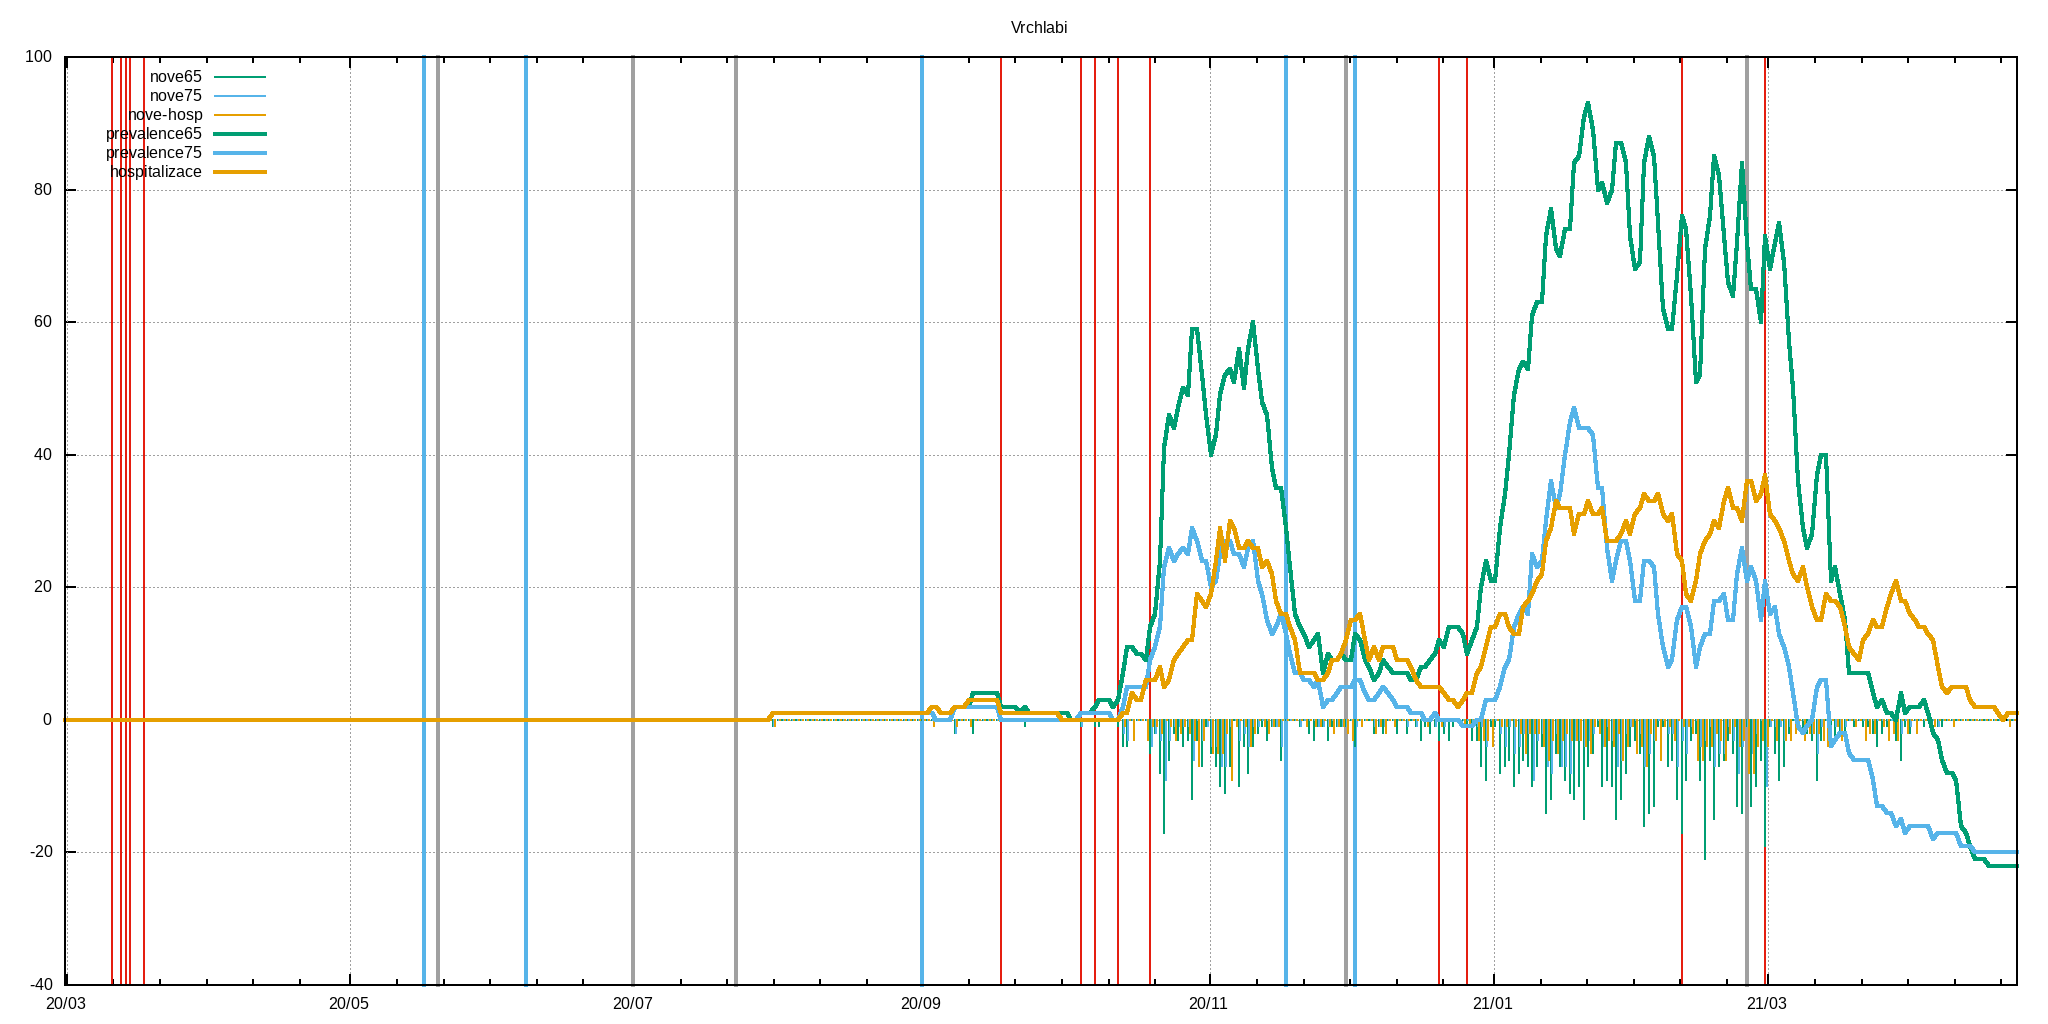 Vrchlabi
100
80
60
40
20
0
-20
-40
nove65
nove75
nove-hosp
prevalence65
prevalence75
hospitalizace
20/03 20/05 20/07 20/09 20/11 21/01 21/03